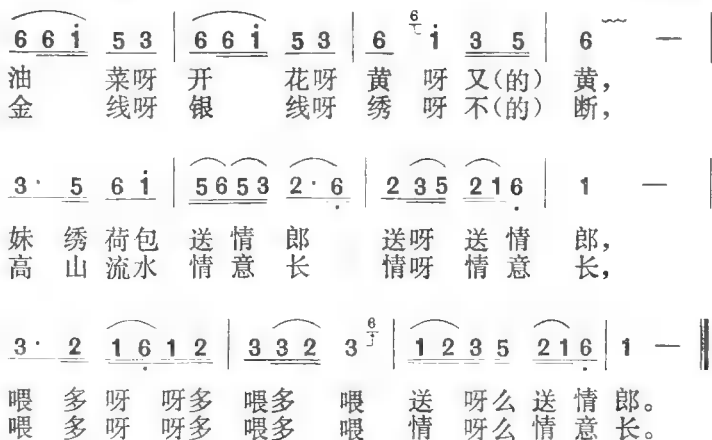 6 6 i 5 3 | 6 6 i 5 3 | 6 6 i 3 5 | 6 — |
油 菜呀 开 花呀 黄 呀 又(的) 黄,
金 线呀 银 线呀 绣 呀 不(的) 断,
3· 5 6 i | 5 6 5 3 2·6 | 2 3 5 2 1 6 | 1 — |
妹 绣 荷包 送 情 郎 送呀 送 情 郎,
高 山 流水 情 意 长 情呀 情 意 长,
3· 2 1 6 1 2 | 3 3 2 3 6 | 1 2 3 5 2 1 6 | 1 — ‖
喂 多 呀 呀多 喂多 喂 送 呀么 送 情 郎。
喂 多 呀 呀多 喂多 喂 情 呀么 情 意 长。